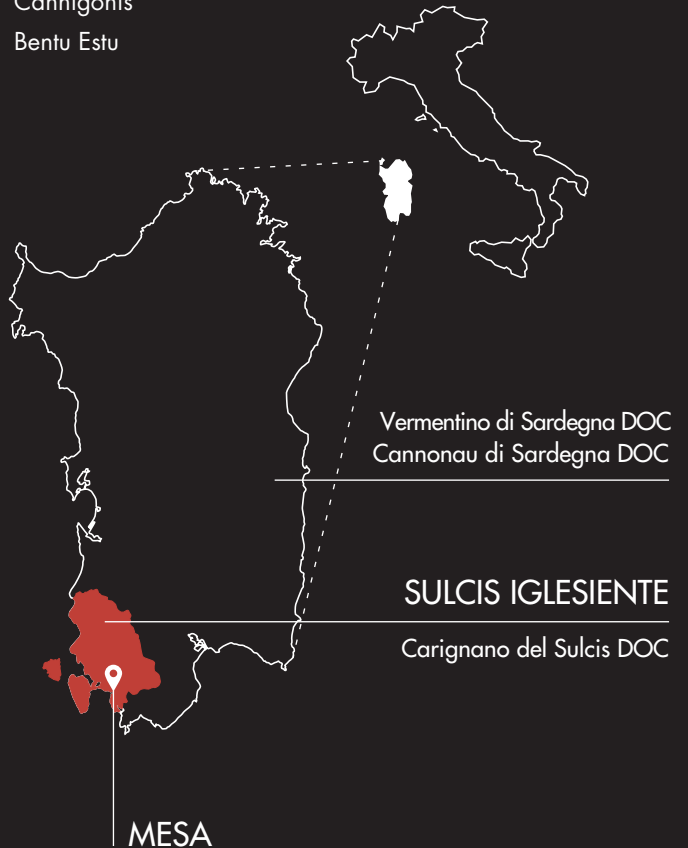 Cannigonis
Bentu Estu
Vermentino di Sardegna DOC
Cannonau di Sardegna DOC
SULCIS IGLESIENTE
Carignano del Sulcis DOC
MESA